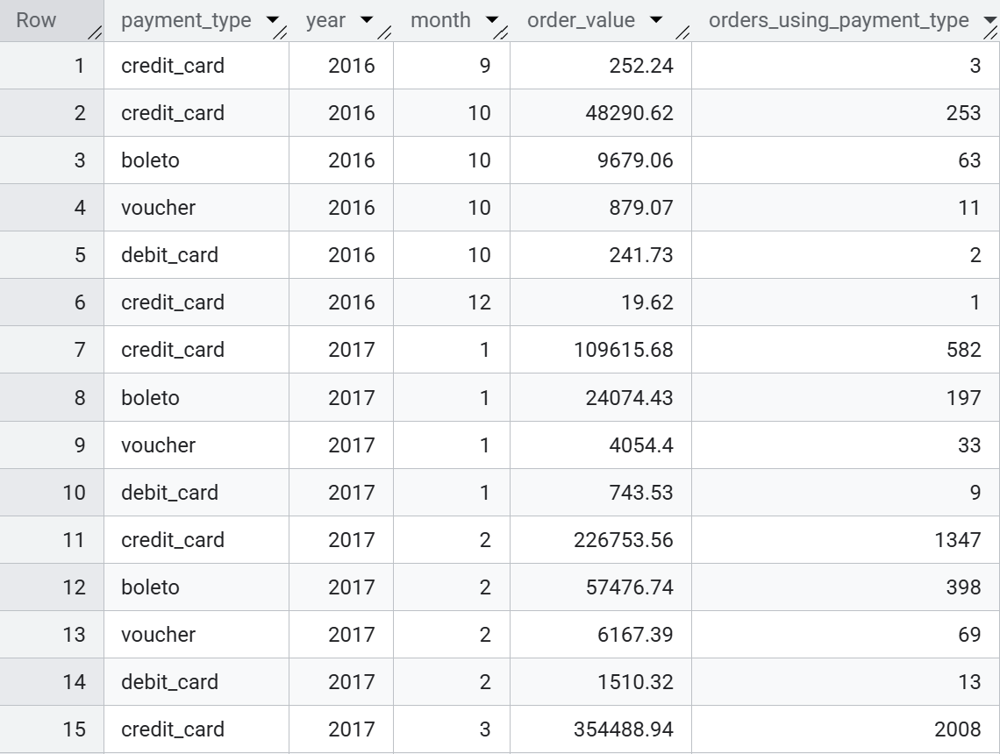 Row payment_type year month order_value orders_using_payment_type
1 credit_card 2016 9 252.24 3
2 credit_card 2016 10 48290.62 253
3 boleto 2016 10 9679.06 63
4 voucher 2016 10 879.07 11
5 debit_card 2016 10 241.73 2
6 credit_card 2016 12 19.62 1
7 credit_card 2017 1 109615.68 582
8 boleto 2017 1 24074.43 197
9 voucher 2017 1 4054.4 33
10 debit_card 2017 1 743.53 9
11 credit_card 2017 2 226753.56 1347
12 boleto 2017 2 57476.74 398
13 voucher 2017 2 6167.39 69
14 debit_card 2017 2 1510.32 13
15 credit_card 2017 3 354488.94 2008